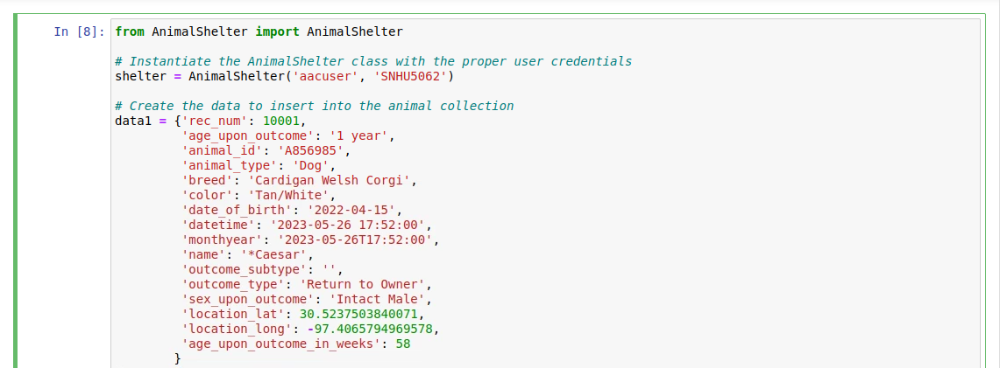 In [8]: from AnimalShelter import AnimalShelter
# Instantiate the AnimalShelter class with the proper user credentials
shelter = AnimalShelter('aacuser', 'SNHU5062')
# Create the data to insert into the animal collection
data1 = {'rec_num': 10001,
'age_upon_outcome': '1 year',
'animal_id': 'A856985',
'animal_type': 'Dog',
'breed': 'Cardigan Welsh Corgi',
'color': 'Tan/White',
'date_of_birth': '2022-04-15',
'datetime': '2023-05-26 17:52:00',
'monthyear': '2023-05-26T17:52:00',
'name': '*Caesar',
'outcome_subtype': '',
'outcome_type': 'Return to Owner',
'sex_upon_outcome': 'Intact Male',
'location_lat': 30.5237503840071,
'location_long': -97.4065794969578,
'age_upon_outcome_in_weeks': 58
}